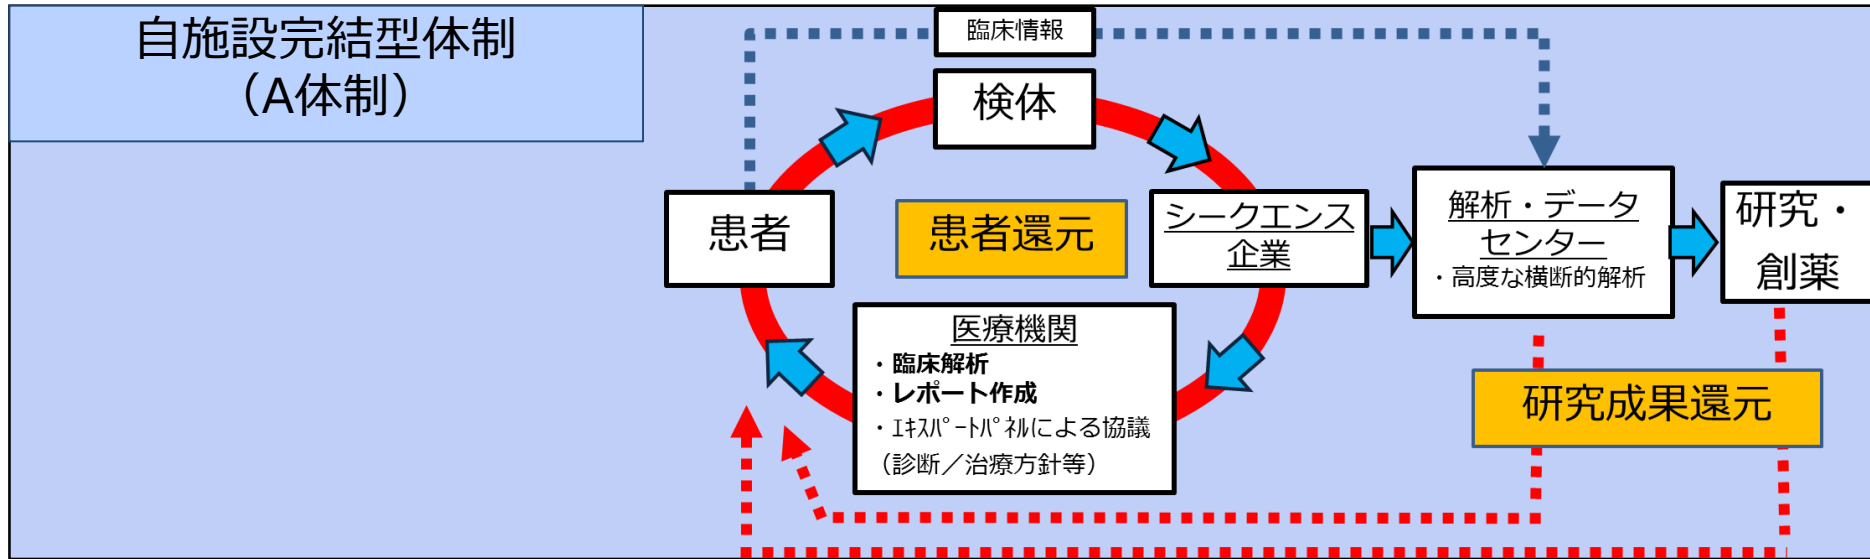 自施設完結型体制
（A体制）
臨床情報
検体
患者
患者還元
シークエンス
企業
解析・データ
センター
・高度な横断的解析
研究・
創薬
医療機関
・臨床解析
・レポート作成
・ｴｷｽﾊﾟｰﾄﾊﾟﾈﾙによる協議
（診断／治療方針等）
研究成果還元